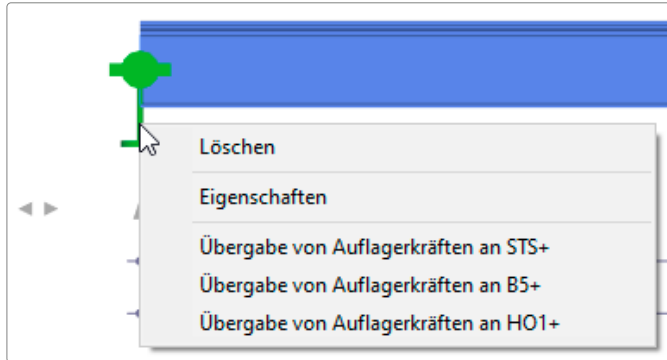 Löschen
Eigenschaften
Übergabe von Auflagerkräften an STS+
Übergabe von Auflagerkräften an B5+
Übergabe von Auflagerkräften an HO1+